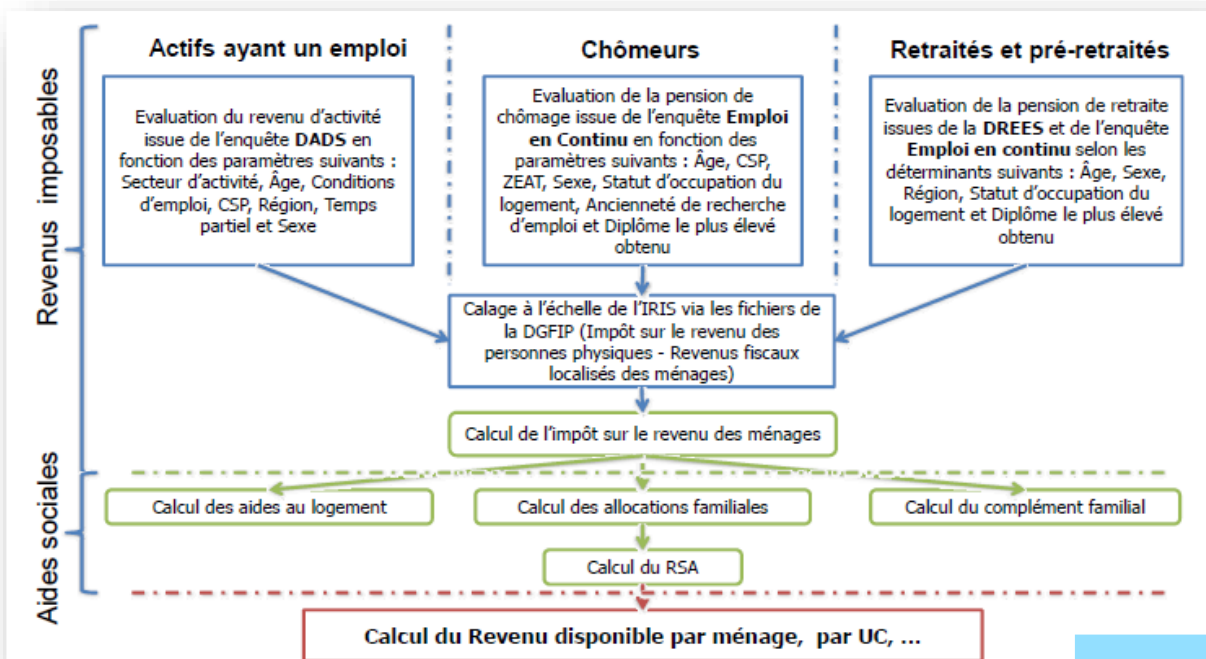 Revenus imposables
Actifs ayant un emploi
Evaluation du revenu d'activité
issue de l'enquête DADS en
fonction des paramètres suivants :
Secteur d'activité, Âge, Conditions
d'emploi, CSP, Région, Temps
partiel et Sexe
Chômeurs
Evaluation de la pension de
chômage issue de l'enquête Emploi
en Continu en fonction des
paramètres suivants : Âge, CSP,
ZEAT, Sexe, Statut d'occupation du
logement, Ancienneté de recherche
d'emploi et Diplôme le plus élevé
obtenu
Retraités et pré-retraités
Evaluation de la pension de retraite
issues de la DREES et de l'enquête
Emploi en continu selon les
déterminants suivants : Âge, Sexe,
Région, Statut d'occupation du
logement et Diplôme le plus élevé
obtenu
Calage à l'échelle de l'IRIS via les fichiers de
la DGFIP (Impôt sur le revenu des
personnes physiques - Revenus fiscaux
localisés des ménages)
Calcul de l'impôt sur le revenu des ménages
Aides sociales
Calcul des aides au logement
Calcul des allocations familiales
Calcul du complément familial
Calcul du RSA
Calcul du Revenu disponible par ménage, par UC, ...